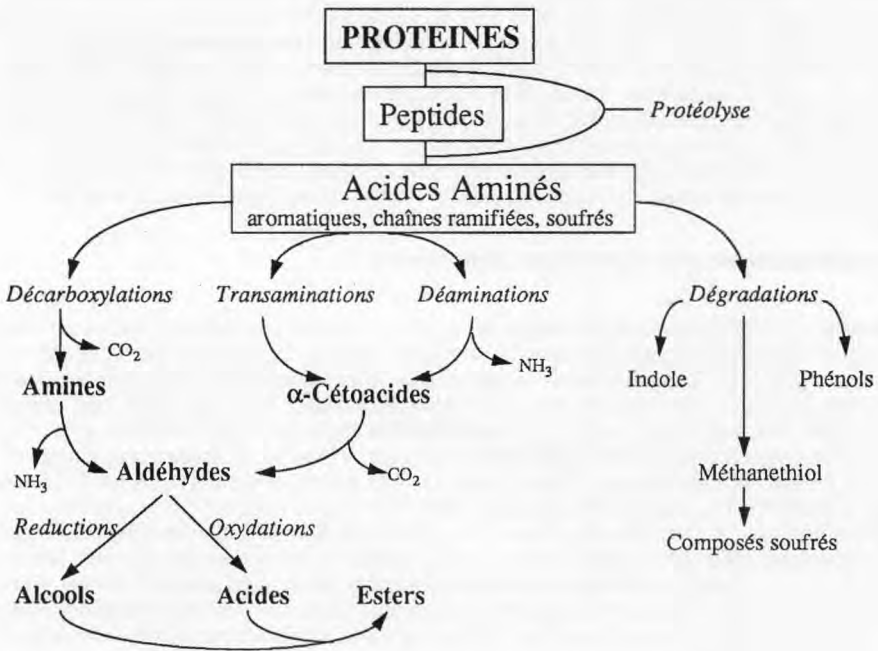 PROTEINES
Peptides
Protéolyse
Acides Aminés
aromatiques, chaînes ramifiées, soufrés
Décarboxylations
Transaminations
Déaminations
Dégradations
CO₂
NH₃
Amines
α-Cétoacides
Indole
Phénols
NH₃
Aldéhydes
CO₂
Méthanethiol
Reductions
Oxydations
Composés soufrés
Alcools
Acides
Esters